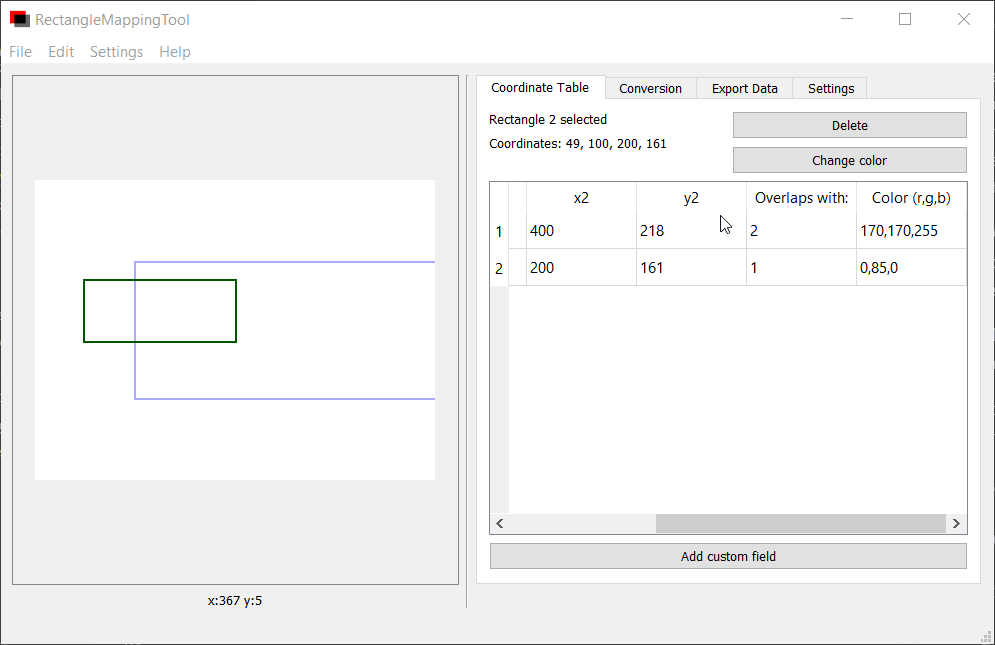 RectangleMappingTool
File Edit Settings Help
Coordinate Table Conversion Export Data Settings
Rectangle 2 selected
Delete
Coordinates: 49, 100, 200, 161
Change color
x2 y2 Overlaps with: Color (r,g,b)
1 400 218 2 170,170,255
2 200 161 1 0,85,0
Add custom field
x:367 y:5